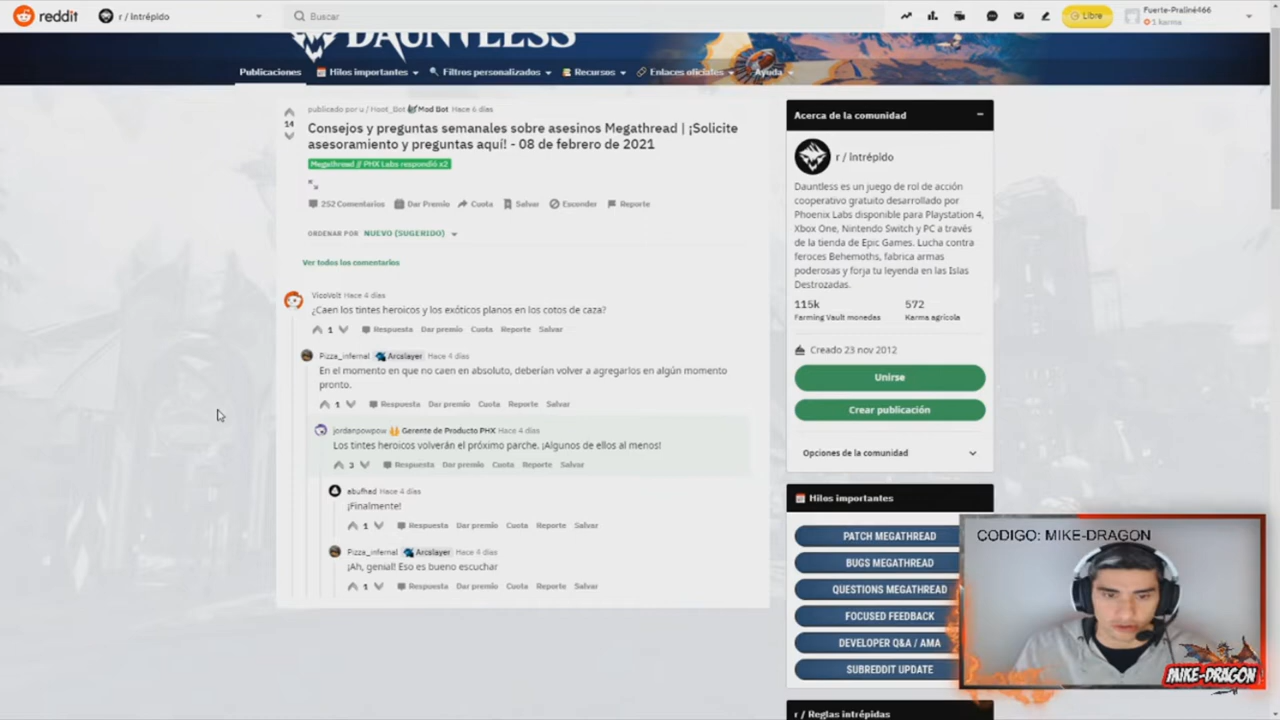 reddit
r / Intrépido
Buscar
Libre
Fuerte-Praliné466
1 karma
DAUNTLESS
Publicaciones
Hilos importantes
Filtros personalizados
Recursos
Enlaces oficiales
Ayuda
14
publicado por u / Hoot_Bot Mod Bot Hace 6 días
Consejos y preguntas semanales sobre asesinos Megathread | ¡Solicite
asesoramiento y preguntas aquí! - 08 de febrero de 2021
Megathread // PHX Labs respondió x2
252 Comentarios Dar Premio Cuota Salvar Esconder Reporte
ORDENAR POR NUEVO (SUGERIDO)
Ver todos los comentarios
VicoVolt Hace 4 días
¿Caen los tintes heroicos y los exóticos planos en los cotos de caza?
1 Respuesta Dar premio Cuota Reporte Salvar
Pizza_infernal Arcslayer Hace 4 días
En el momento en que no caen en absoluto, deberían volver a agregarlos en algún momento
pronto.
1 Respuesta Dar premio Cuota Reporte Salvar
jordanpowpow Gerente de Producto PHX Hace 4 días
Los tintes heroicos volverán el próximo parche. ¡Algunos de ellos al menos!
3 Respuesta Dar premio Cuota Reporte Salvar
abufhad Hace 4 días
¡Finalmente!
1 Respuesta Dar premio Cuota Reporte Salvar
Pizza_infernal Arcslayer Hace 4 días
¡Ah, genial! Eso es bueno escuchar
1 Respuesta Dar premio Cuota Reporte Salvar
Acerca de la comunidad
r / Intrépido
Dauntless es un juego de rol de acción
cooperativo gratuito desarrollado por
Phoenix Labs disponible para Playstation 4,
Xbox One, Nintendo Switch y PC a través
de la tienda de Epic Games. Lucha contra
feroces Behemoths, fabrica armas
poderosas y forja tu leyenda en las Islas
Destrozadas.
115k 572
Farming Vault monedas Karma agrícola
Creado 23 nov 2012
Unirse
Crear publicación
Opciones de la comunidad
Hilos importantes
PATCH MEGATHREAD
BUGS MEGATHREAD
QUESTIONS MEGATHREAD
FOCUSED FEEDBACK
DEVELOPER Q&A / AMA
SUBREDDIT UPDATE
r / Reglas intrépidas
CODIGO: MIKE-DRAGON
MIKE-DRAGON